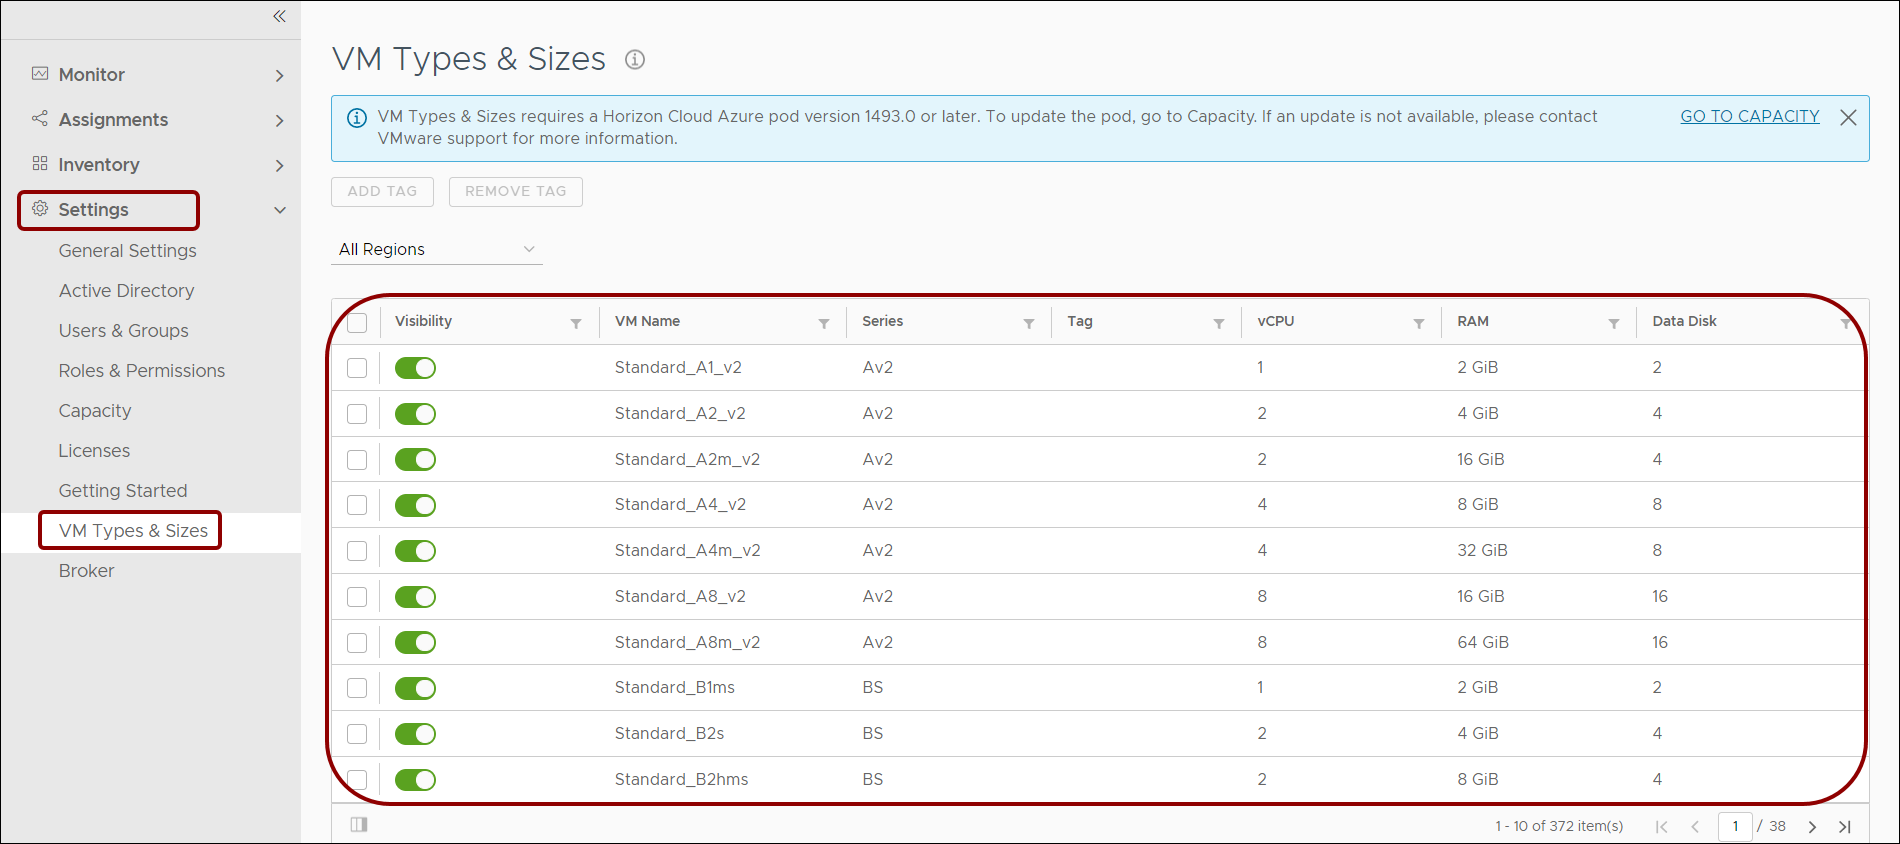 Monitor
Assignments
Inventory
Settings
General Settings
Active Directory
Users & Groups
Roles & Permissions
Capacity
Licenses
Getting Started
VM Types & Sizes
Broker
VM Types & Sizes
VM Types & Sizes requires a Horizon Cloud Azure pod version 1493.0 or later. To update the pod, go to Capacity. If an update is not available, please contact GO TO CAPACITY
VMware support for more information.
ADD TAG REMOVE TAG
All Regions
Visibility VM Name Series Tag vCPU RAM Data Disk
Standard_A1_v2 Av2 1 2 GiB 2
Standard_A2_v2 Av2 2 4 GiB 4
Standard_A2m_v2 Av2 2 16 GiB 4
Standard_A4_v2 Av2 4 8 GiB 8
Standard_A4m_v2 Av2 4 32 GiB 8
Standard_A8_v2 Av2 8 16 GiB 16
Standard_A8m_v2 Av2 8 64 GiB 16
Standard_B1ms BS 1 2 GiB 2
Standard_B2s BS 2 4 GiB 4
Standard_B2hms BS 2 8 GiB 4
1 - 10 of 372 item(s) 1 / 38